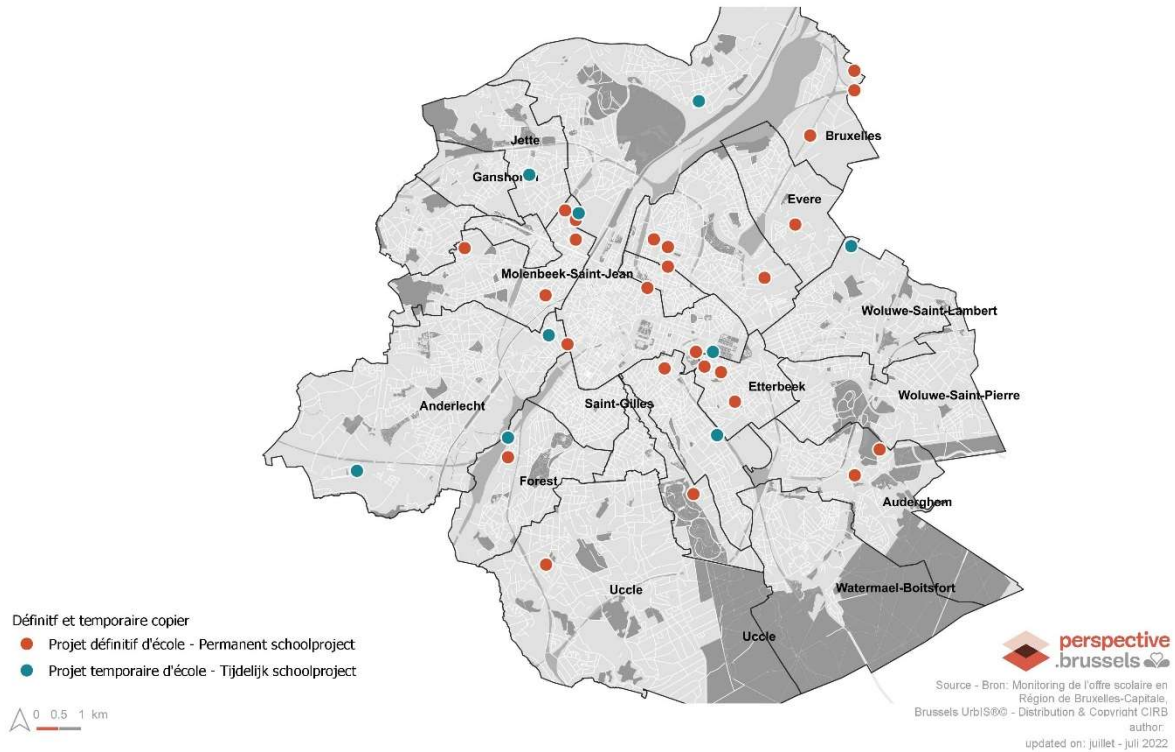 Bruxelles
Jette
Ganshoren
Evere
Molenbeek-Saint-Jean
Woluwe-Saint-Lambert
Etterbeek
Woluwe-Saint-Pierre
Saint-Gilles
Anderlecht
Forest
Auderghem
Watermael-Boitsfort
Uccle
Uccle
Définitf et temporaire copier
Projet définitif d'école - Permanent schoolproject
Projet temporaire d'école - Tijdelijk schoolproject
0 0.5 1 km
perspective
.brussels
Source - Bron: Monitoring de l'offre scolaire en
Région de Bruxelles-Capitale,
Brussels UrbIS®© - Distribution & Copyright CIRB
author:
updated on: juillet - juli 2022